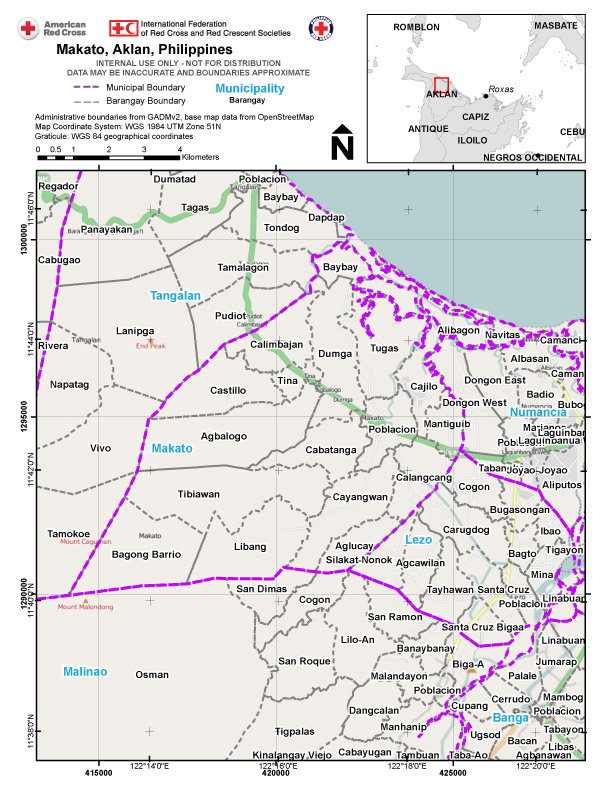 American Red Cross
International Federation of Red Cross and Red Crescent Societies
Makato, Aklan, Philippines
INTERNAL USE ONLY - NOT FOR DISTRIBUTION
DATA MAY BE INACCURATE AND BOUNDARIES APPROXIMATE
Municipal Boundary
Municipality
Barangay Boundary
Barangay
Administrative boundaries from GADMv2, base map data from OpenStreetMap
Map Coordinate System: WGS 1984 UTM Zone 51N
Graticule: WGS 84 geographical coordinates
0 0.5 1 2 3 4
Kilometers
N
ROMBLON
MASBATE
Roxas
AKLAN
CAPIZ
ANTIQUE
ILOILO
CEBU
NEGROS OCCIDENTAL
Dumatad
Poblacion
Regador
Tangalan
Baybay
Tagas
Dapdap
Panayakan
Tondog
Cabugao
Tamalagon
Baybay
Tangalan
Pudiot
Lanipga
Alibagon
Navitas
Rivera
Tangalan
End Peak
Calimbajan
Camanci
Dumga
Tugas
Albasan
Napatag
Tina
Cajilo
Dongon East
Caman
Castillo
Badio
Dongon West
Numancia
Bubo
Numancia
Makato
Poblacion
Mantiguib
Agbalogo
Laguinbanua
Vivo
Makato
Cabatanga
Joyao-Joyao
Calangcang
Cogon
Aliputos
Tibiawan
Cayangwan
Bugasongan
Tamokoe
Mount Caguman
Makato
Lezo
Carugdog
Ibao
Bagong Barrio
Libang
Aglucay
Bagto
Tigayon
Silakat-Nonok
Agcawilan
Mina
San Dimas
Tayhawan
Santa Cruz
Linabuan
Mount Malondong
Cogon
Poblacion
San Ramon
Santa Cruz Bigaa
Lilo-An
Banaybanay
Linabuan
San Roque
Biga-A
Jumarap
Malinao
Osman
Malandayon
Palale
Poblacion
Cerrudo
Mambog
Dangcalan
Cupang
Banga
Poblacion
Manhanip
Tigpalas
Ugsod
Tabayon
Bacan
Libas
Kinalangay Viejo
Cabayugan
Tambuan
Taba-Ao
Agbanawan
1300000
1295000
1290000
11°46'0"N
11°44'0"N
11°42'0"N
11°40'0"N
11°38'0"N
122°14'0"E
122°16'0"E
122°18'0"E
122°20'0"E
415000
420000
425000